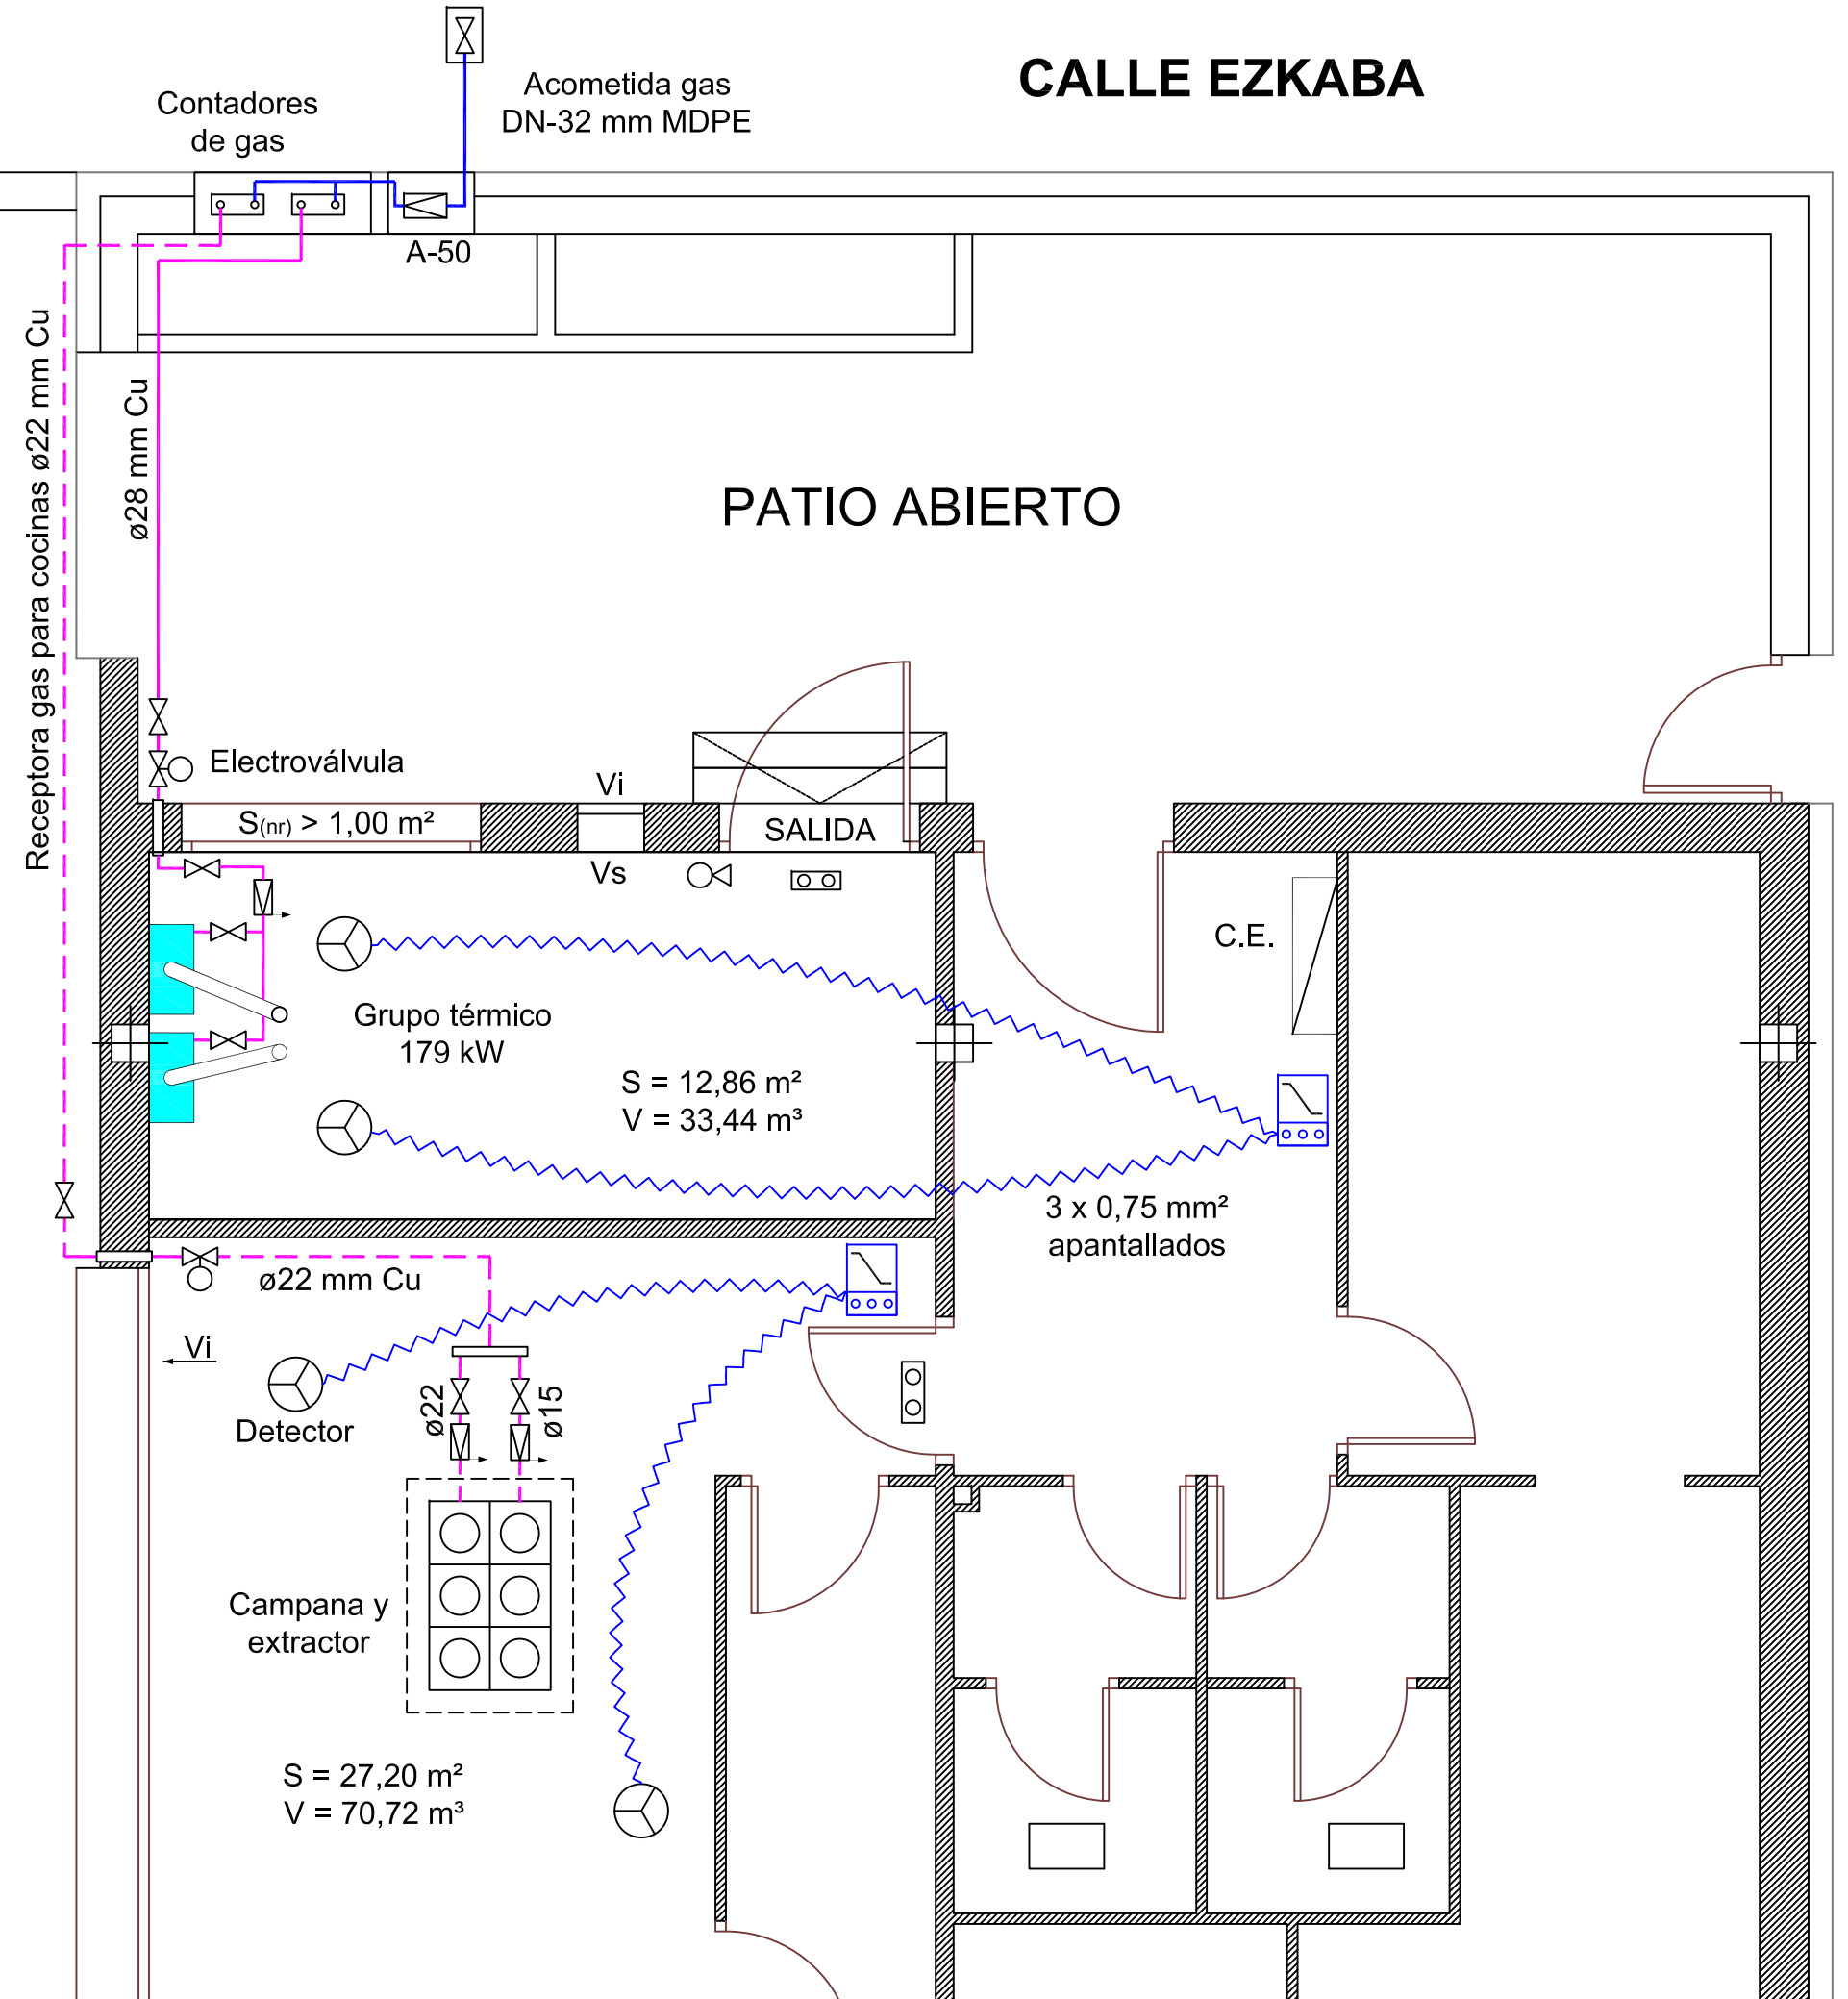 CALLE EZKABA
Acometida gas
DN-32 mm MDPE
Contadores
de gas
A-50
Receptora gas para cocinas ø22 mm Cu
ø28 mm Cu
PATIO ABIERTO
Electroválvula
Vi
S(nr) > 1,00 m²
SALIDA
Vs
C.E.
Grupo térmico
179 kW
S = 12,86 m²
V = 33,44 m³
3 x 0,75 mm²
apantallados
ø22 mm Cu
Vi
Detector
ø22
ø15
Campana y
extractor
S = 27,20 m²
V = 70,72 m³